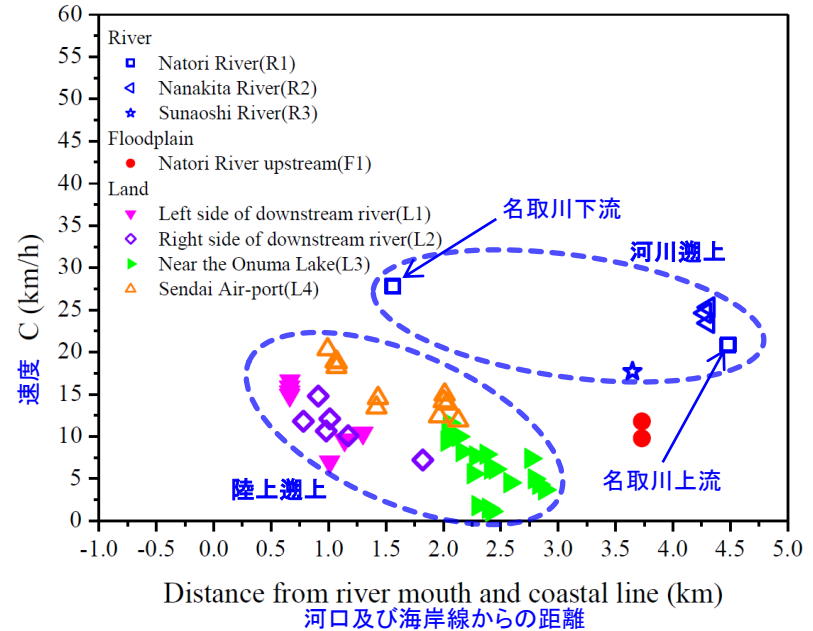 60
55
50
45
40
35
30
25
20
15
10
5
0
速度 C (km/h)
River
Natori River(R1)
Nanakita River(R2)
Sunaoshi River(R3)
Floodplain
Natori River upstream(F1)
Land
Left side of downstream river(L1)
Right side of downstream river(L2)
Near the Onuma Lake(L3)
Sendai Air-port(L4)
名取川下流
河川遡上
陸上遡上
名取川上流
-1.0 -0.5 0.0 0.5 1.0 1.5 2.0 2.5 3.0 3.5 4.0 4.5 5.0
Distance from river mouth and coastal line (km)
河口及び海岸線からの距離